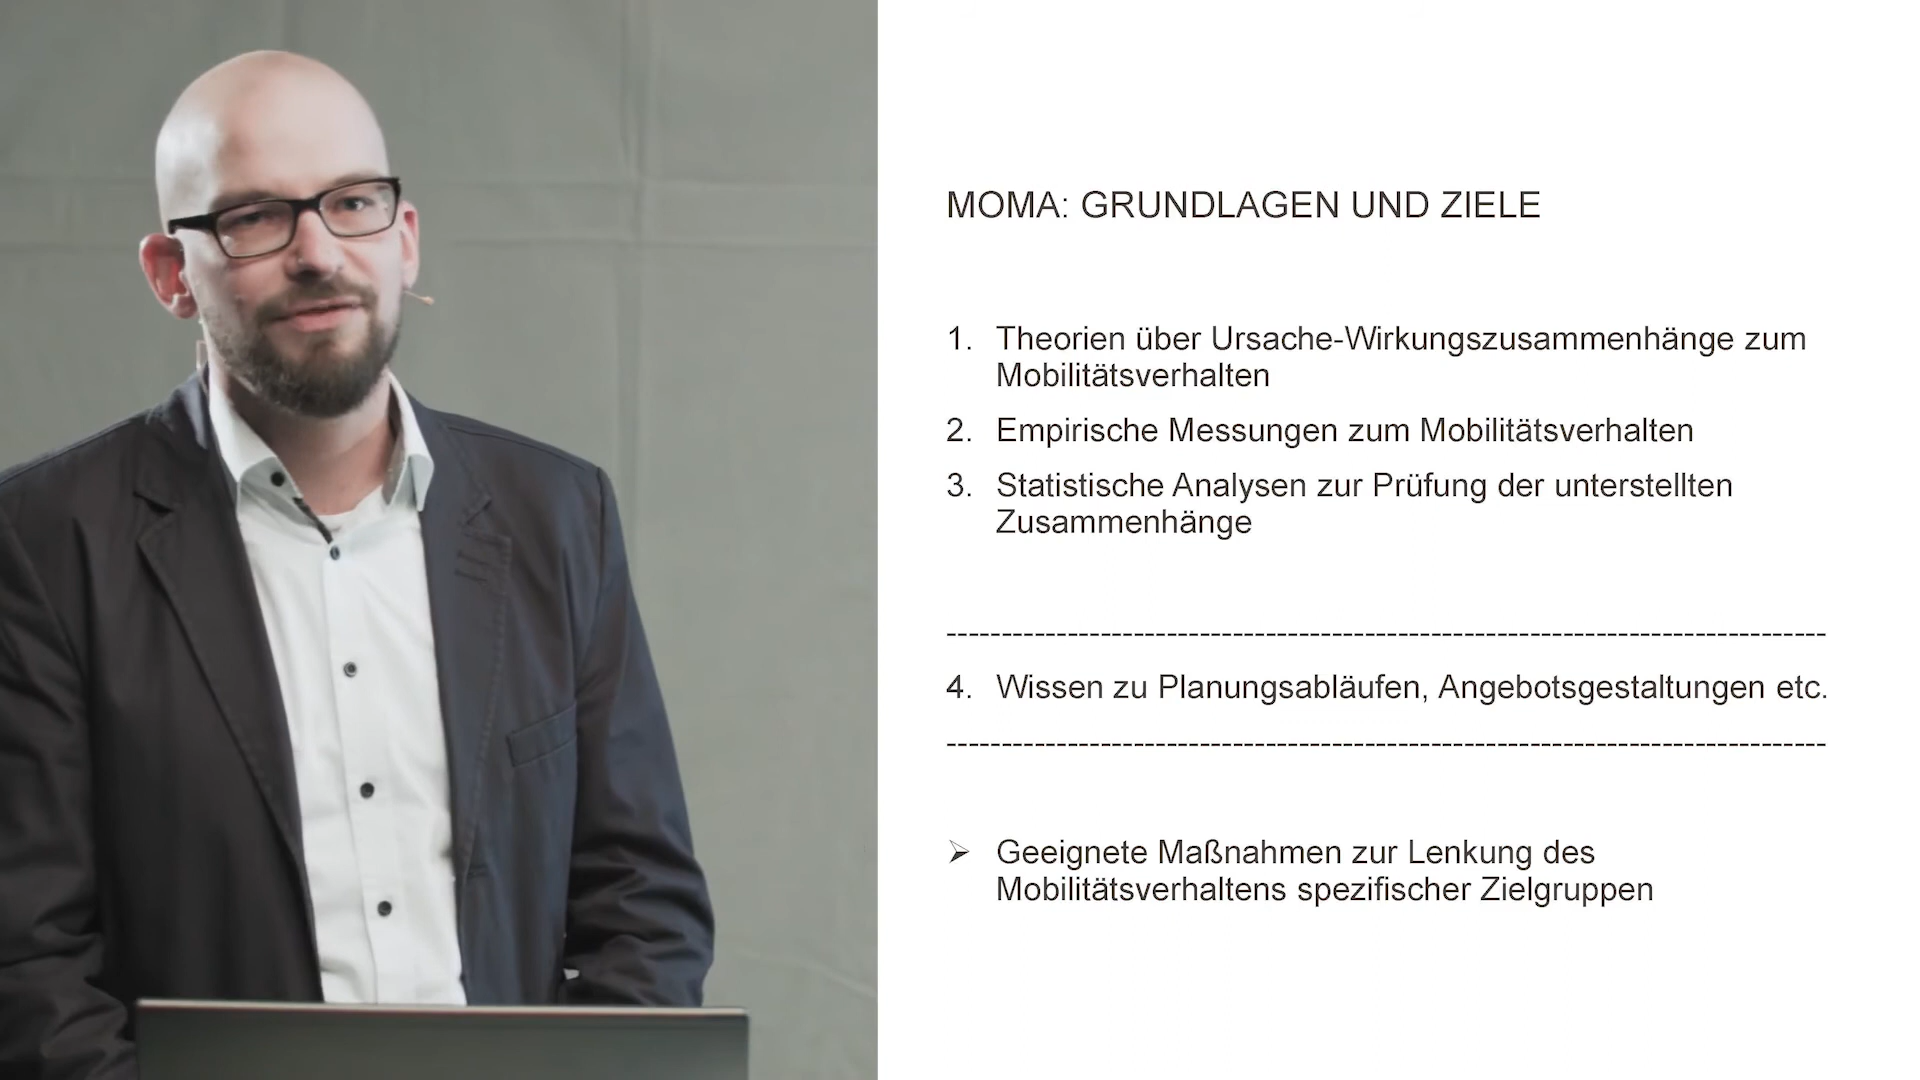 MOMA: GRUNDLAGEN UND ZIELE
1. Theorien über Ursache-Wirkungszusammenhänge zum
Mobilitätsverhalten
2. Empirische Messungen zum Mobilitätsverhalten
3. Statistische Analysen zur Prüfung der unterstellten
Zusammenhänge
--------------------------------------------------------------------------------
4. Wissen zu Planungsabläufen, Angebotsgestaltungen etc.
--------------------------------------------------------------------------------
➢ Geeignete Maßnahmen zur Lenkung des
Mobilitätsverhaltens spezifischer Zielgruppen